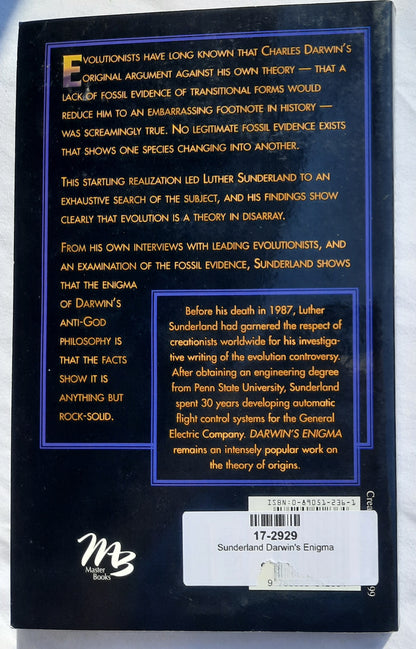 Evolutionists have long known that Charles Darwin's
original argument against his own theory — that a
lack of fossil evidence of transitional forms would
reduce him to an embarrassing footnote in history —
was screamingly true. No legitimate fossil evidence exists
that shows one species changing into another.
This startling realization led Luther Sunderland to an
exhaustive search of the subject, and his findings show
clearly that evolution is a theory in disarray.
From his own interviews with leading evolutionists, and
an examination of the fossil evidence, Sunderland shows
that the enigma
of Darwin's
anti-God
philosophy is
that the facts
show it is
anything but
rock-solid.
Before his death in 1987, Luther
Sunderland had garnered the respect of
creationists worldwide for his investiga-
tive writing of the evolution controversy.
After obtaining an engineering degree
from Penn State University, Sunderland
spent 30 years developing automatic
flight control systems for the General
Electric Company. DARWIN'S ENIGMA
remains an intensely popular work on
the theory of origins.
ISBN:0-89051-236-1
17-2929
Sunderland Darwin's Enigma
MB
Master
Books